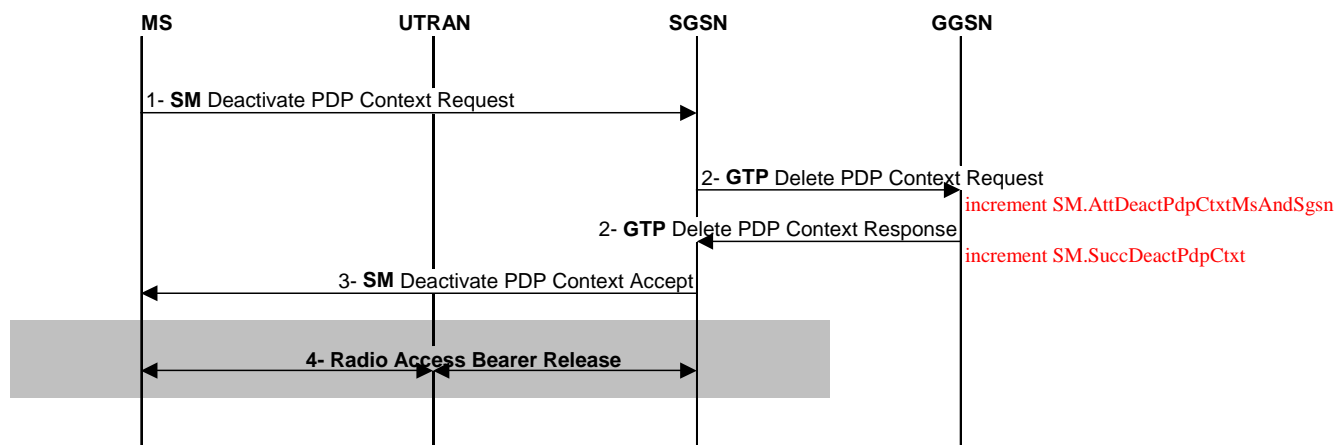 MS UTRAN SGSN GGSN
1- SM Deactivate PDP Context Request
2- GTP Delete PDP Context Request
increment SM.AttDeactPdpCtxtMsAndSgsn
2- GTP Delete PDP Context Response
increment SM.SuccDeactPdpCtxt
3- SM Deactivate PDP Context Accept
4- Radio Access Bearer Release